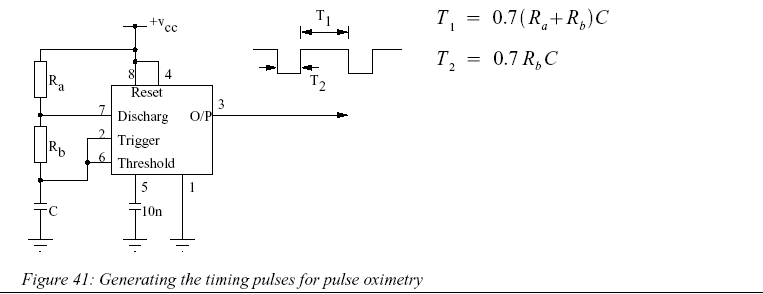 +vcc
T1
T2
T1 = 0.7(Ra+Rb)C
T2 = 0.7 RbC
8
4
Reset
Ra
7
Discharg
O/P
3
Rb
2
Trigger
6
Threshold
5
1
C
10n
Figure 41: Generating the timing pulses for pulse oximetry